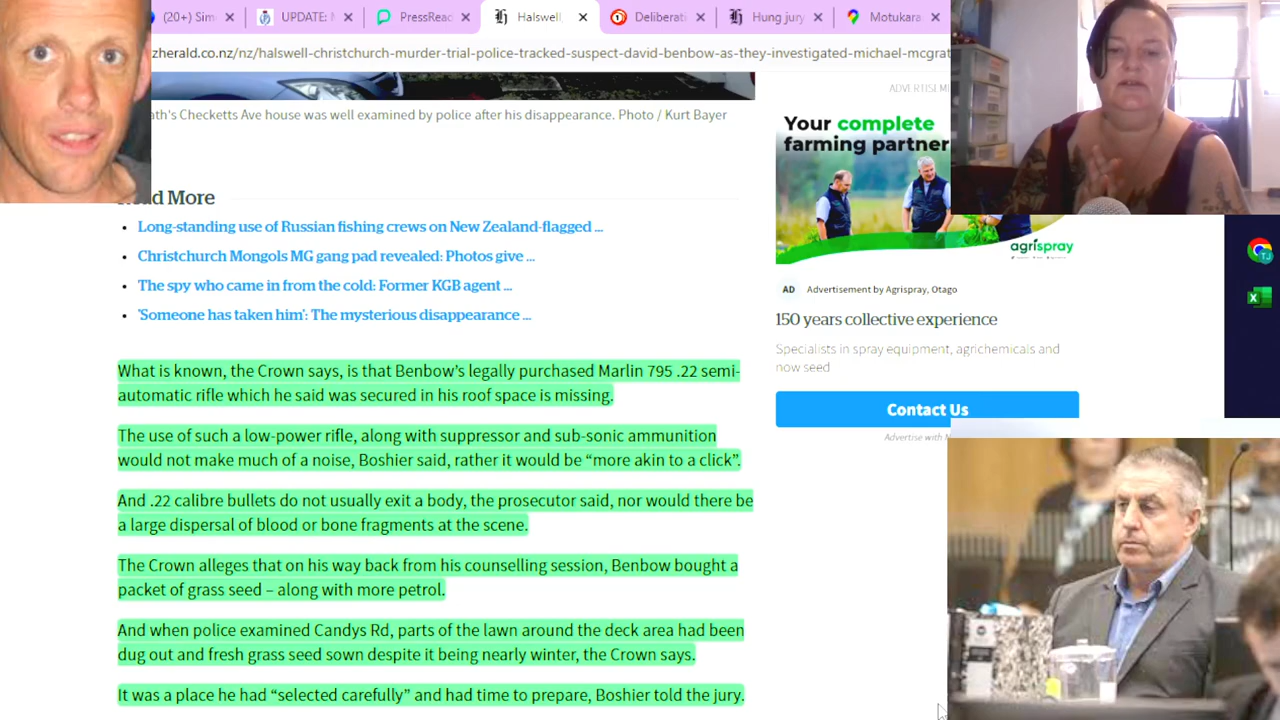 (20+) Sim
UPDATE: N
PressRead
Halswell,
Deliberati
Hung jury
Motukara
zherald.co.nz/nz/halswell-christchurch-murder-trial-police-tracked-suspect-david-benbow-as-they-investigated-michael-mcgrat
ADVERTISEM
ath's Checketts Ave house was well examined by police after his disappearance. Photo / Kurt Bayer
Your complete
farming partner
agrispray
d More
Long-standing use of Russian fishing crews on New Zealand-flagged ...
Christchurch Mongols MG gang pad revealed: Photos give ...
The spy who came in from the cold: Former KGB agent ...
'Someone has taken him': The mysterious disappearance ...
AD Advertisement by Agrispray, Otago
150 years collective experience
Specialists in spray equipment, agrichemicals and
now seed
Contact Us
Advertise with
What is known, the Crown says, is that Benbow's legally purchased Marlin 795 .22 semi-
automatic rifle which he said was secured in his roof space is missing.
The use of such a low-power rifle, along with suppressor and sub-sonic ammunition
would not make much of a noise, Boshier said, rather it would be “more akin to a click”.
And .22 calibre bullets do not usually exit a body, the prosecutor said, nor would there be
a large dispersal of blood or bone fragments at the scene.
The Crown alleges that on his way back from his counselling session, Benbow bought a
packet of grass seed – along with more petrol.
And when police examined Candys Rd, parts of the lawn around the deck area had been
dug out and fresh grass seed sown despite it being nearly winter, the Crown says.
It was a place he had “selected carefully” and had time to prepare, Boshier told the jury.